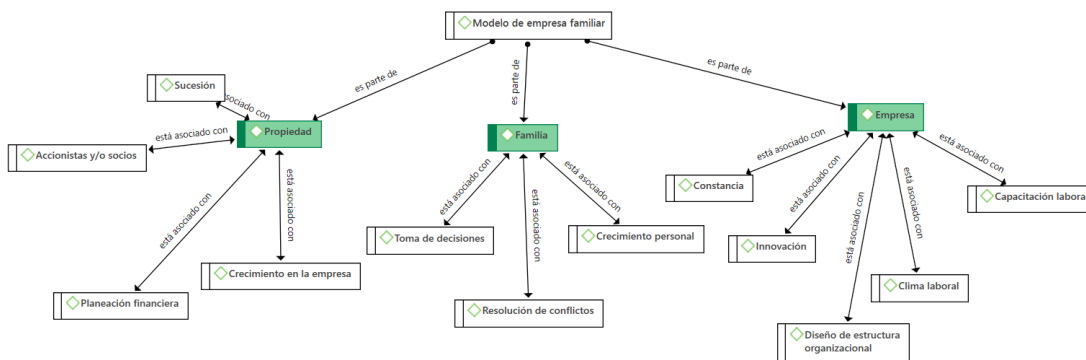 Modelo de empresa familiar
es parte de
es parte de
es parte de
Sucesión
asociado con
Propiedad
Familia
Empresa
está asociado con
Accionistas y/o socios
está asociado con
está asociado con
Planeación financiera
Crecimiento en la empresa
está asociado con
está asociado con
está asociado con
Toma de decisiones
Crecimiento personal
Resolución de conflictos
está asociado con
está asociado con
está asociado con
está asociado con
está asociado con
Constancia
Capacitación laboral
Innovación
Clima laboral
Diseño de estructura
organizacional